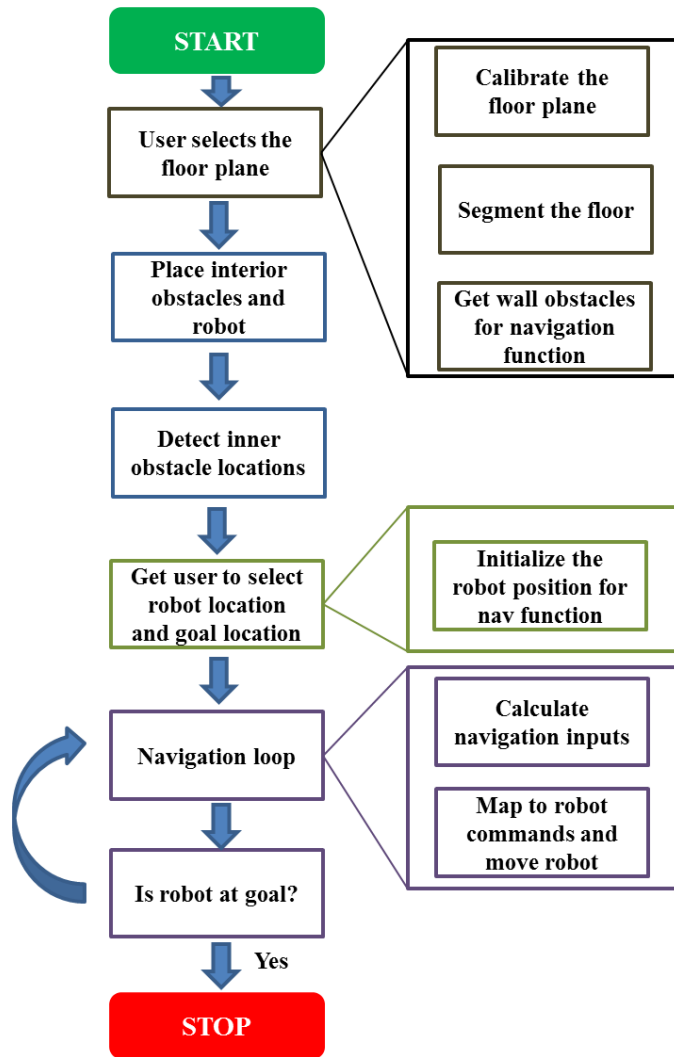 START
User selects the
floor plane
Calibrate the
floor plane
Segment the floor
Get wall obstacles
for navigation
function
Place interior
obstacles and
robot
Detect inner
obstacle locations
Get user to select
robot location
and goal location
Initialize the
robot position for
nav function
Navigation loop
Calculate
navigation inputs
Map to robot
commands and
move robot
Is robot at goal?
Yes
STOP